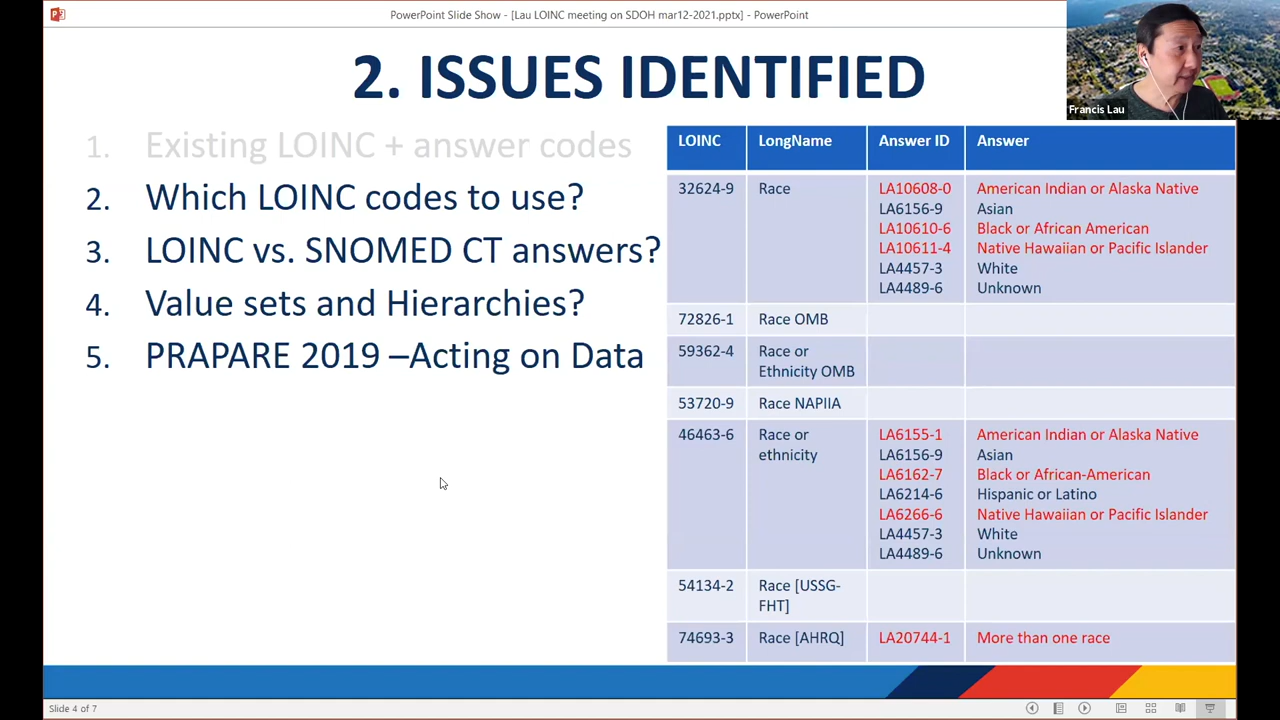 PowerPoint Slide Show - [Lau LOINC meeting on SDOH mar12-2021.pptx] - PowerPoint
Francis Lau
2. ISSUES IDENTIFIED
1. Existing LOINC + answer codes
2. Which LOINC codes to use?
3. LOINC vs. SNOMED CT answers?
4. Value sets and Hierarchies?
5. PRAPARE 2019 –Acting on Data
LOINC LongName Answer ID Answer
32624-9 Race LA10608-0 American Indian or Alaska Native
LA6156-9 Asian
LA10610-6 Black or African American
LA10611-4 Native Hawaiian or Pacific Islander
LA4457-3 White
LA4489-6 Unknown
72826-1 Race OMB
59362-4 Race or
Ethnicity OMB
53720-9 Race NAPIIA
46463-6 Race or LA6155-1 American Indian or Alaska Native
ethnicity LA6156-9 Asian
LA6162-7 Black or African-American
LA6214-6 Hispanic or Latino
LA6266-6 Native Hawaiian or Pacific Islander
LA4457-3 White
LA4489-6 Unknown
54134-2 Race [USSG-
FHT]
74693-3 Race [AHRQ] LA20744-1 More than one race
Slide 4 of 7